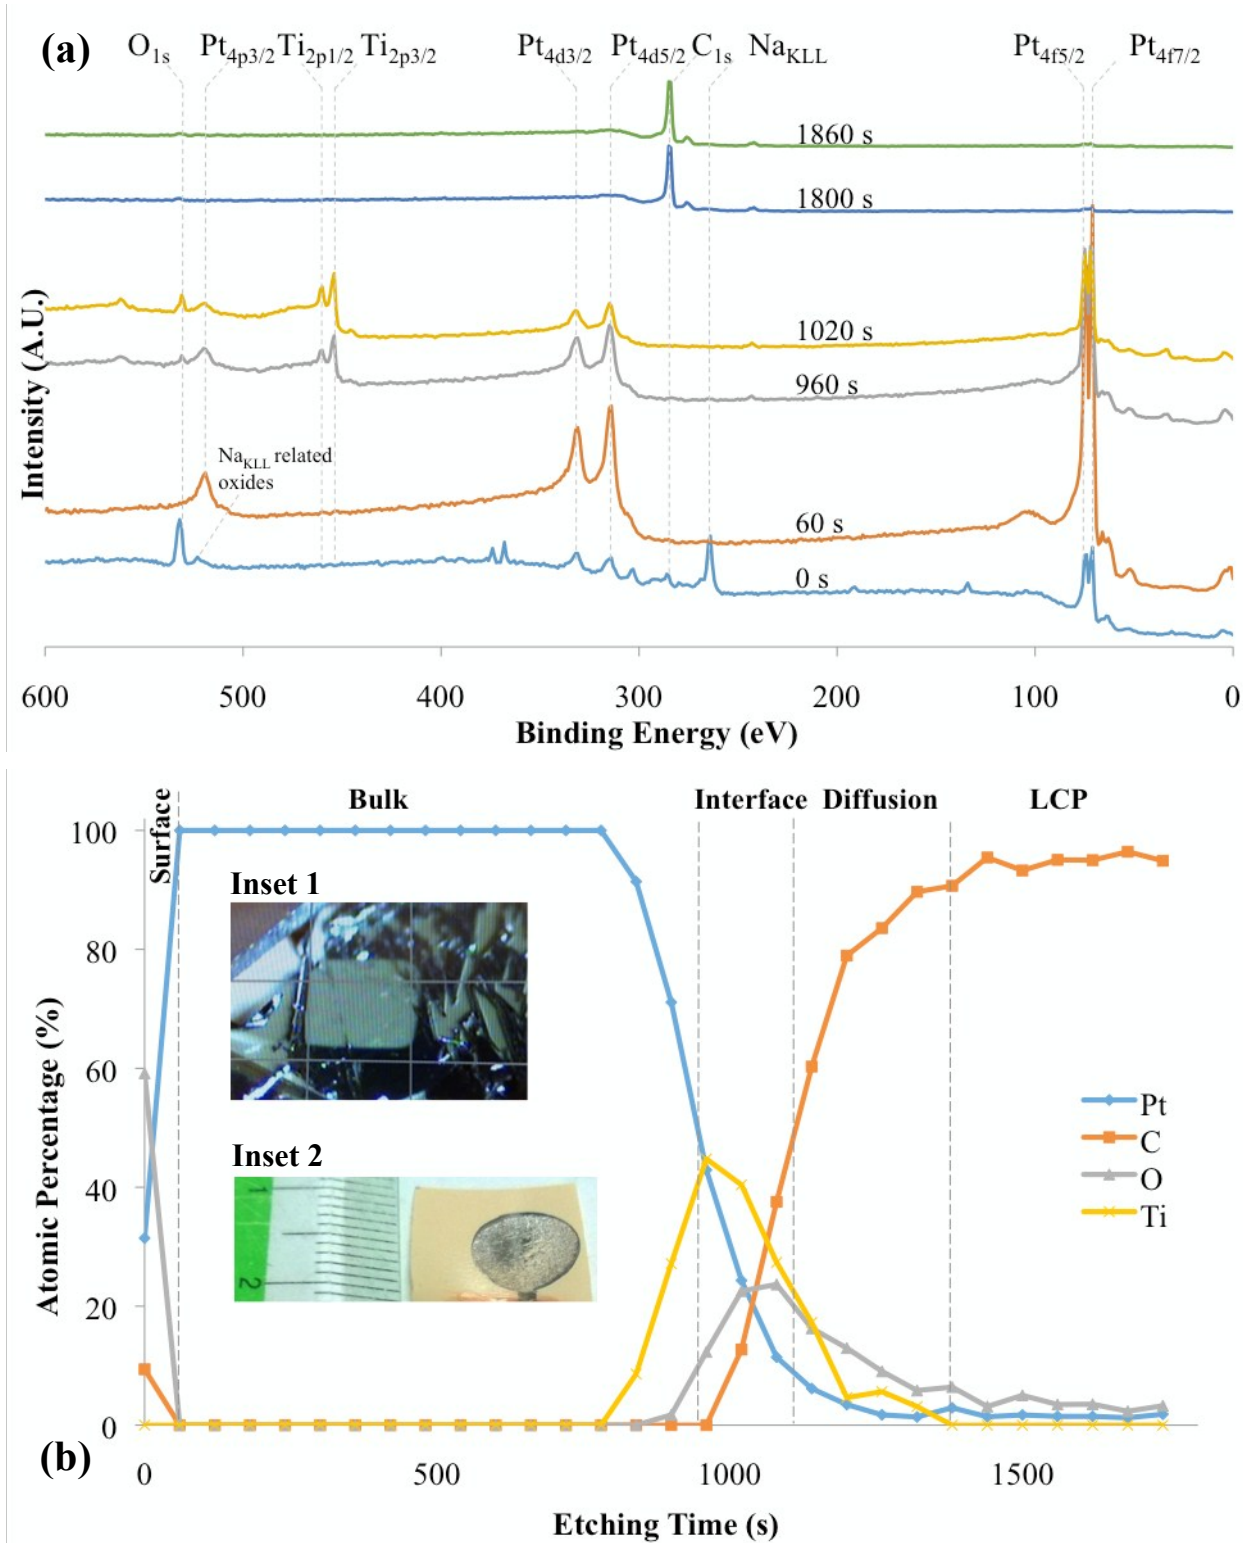 (a)
O1s Pt4p3/2 Ti2p1/2 Ti2p3/2 Pt4d3/2 Pt4d5/2 C1s NaKLL Pt4f5/2 Pt4f7/2
1860 s
1800 s
1020 s
960 s
NaKLL related
oxides
60 s
0 s
Intensity (A.U.)
600 500 400 300 200 100 0
Binding Energy (eV)
Surface Bulk Interface Diffusion LCP
100
80
60
40
20
0
Atomic Percentage (%)
Inset 1
Inset 2
1
2
Pt
C
O
Ti
(b)
0 500 1000 1500
Etching Time (s)